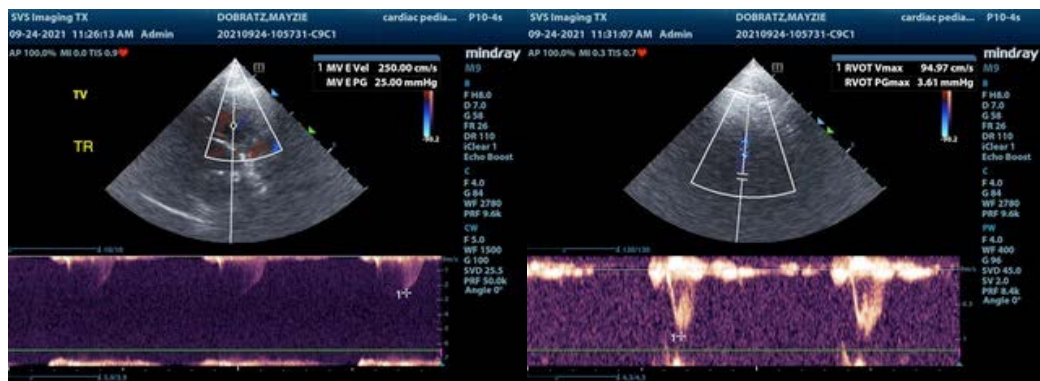 SVS Imaging TX DOBRATZ,MAYZIE cardiac pedia... P10-4s
09-24-2021 11:26:13 AM Admin 20210924-105731-C9C1
AP 100.0% MI 0.0 TIS 0.9
mindray
M9
1 MV E Vel 250.00 cm/s
MV E PG 25.00 mmHg
TV
TR
B
F H8.0
D 7.0
G 58
FR 26
DR 110
iClear 1
Echo Boost
C
F 4.0
G 84
WF 2780
PRF 9.6k
CW
F 5.0
WF 1500
G 100
SVD 25.5
PRF 50.0k
Angle 0°
1
SVS Imaging TX DOBRATZ,MAYZIE cardiac pedia... P10-4s
09-24-2021 11:31:07 AM Admin 20210924-105731-C9C1
AP 100.0% MI 0.3 TIS 0.7
mindray
M9
1 RVOT Vmax 94.97 cm/s
RVOT PGmax 3.61 mmHg
B
F H8.0
D 7.0
G 58
FR 26
DR 110
iClear 1
Echo Boost
C
F 4.0
G 84
WF 2780
PRF 9.6k
PW
F 4.0
WF 400
G 96
SVD 45.0
SV 2.0
PRF 8.4k
Angle 0°
1